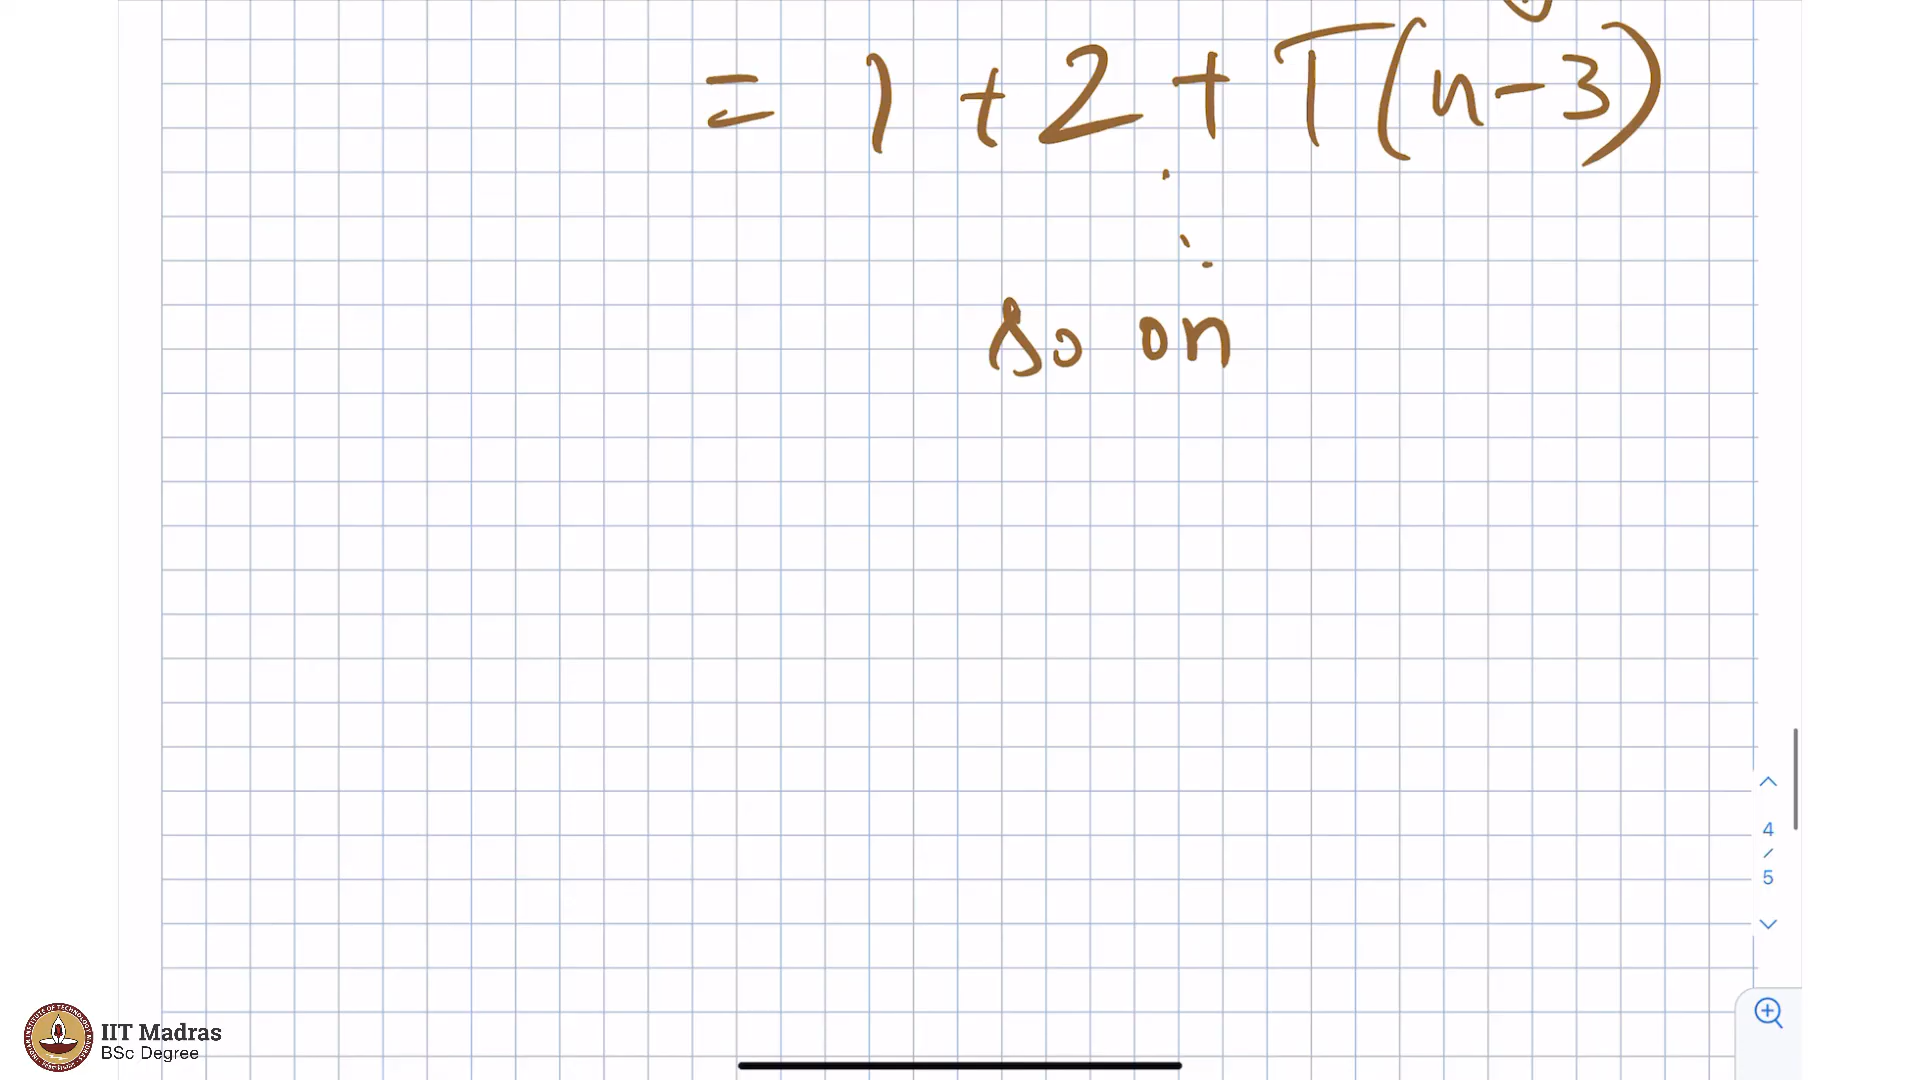 = 1 + 2 + T(n-3)
.
.
.
so on
4
/
5
IIT Madras
BSc Degree